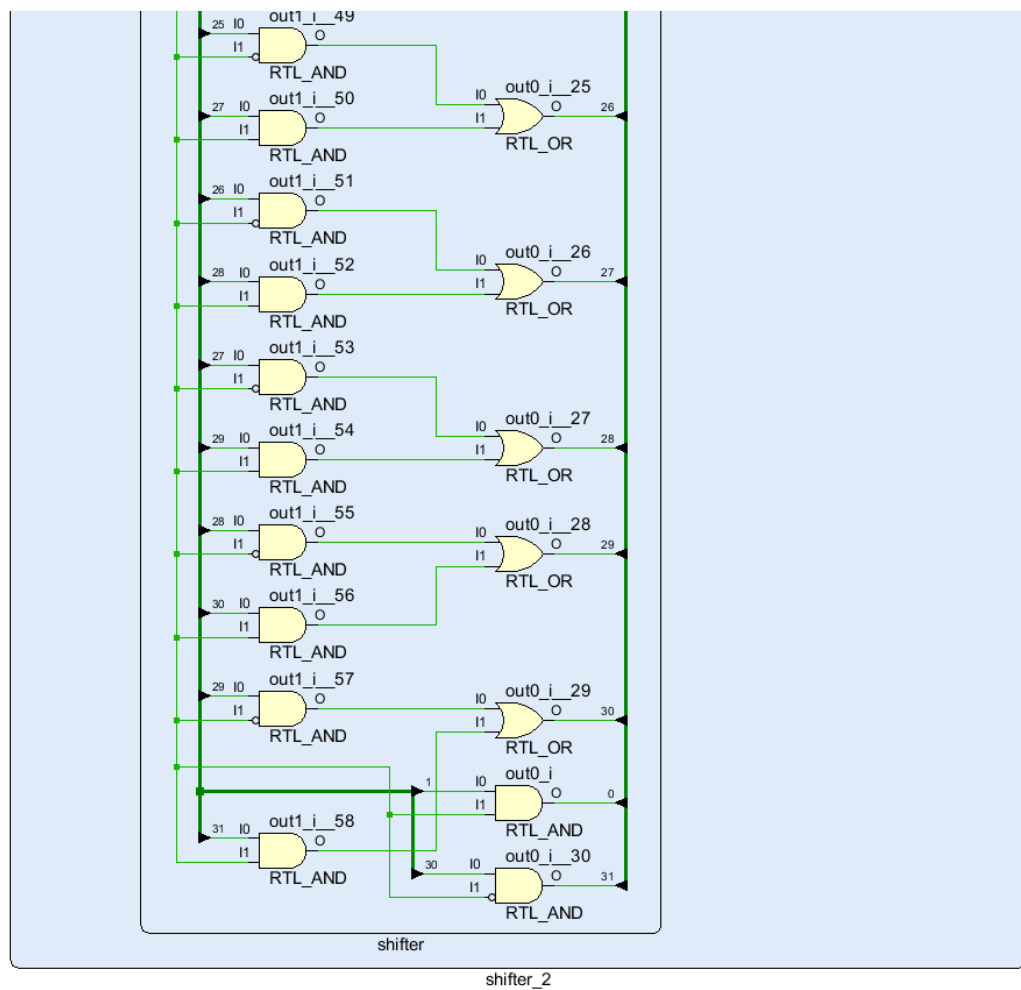 out1_i__49
25 I0 O
I1
RTL_AND
out0_i__25
I0 O 26
I1
RTL_OR
out1_i__50
27 I0 O
I1
RTL_AND
out1_i__51
26 I0 O
I1
RTL_AND
out0_i__26
I0 O 27
I1
RTL_OR
out1_i__52
28 I0 O
I1
RTL_AND
out1_i__53
27 I0 O
I1
RTL_AND
out0_i__27
I0 O 28
I1
RTL_OR
out1_i__54
29 I0 O
I1
RTL_AND
out1_i__55
28 I0 O
I1
RTL_AND
out0_i__28
I0 O 29
I1
RTL_OR
out1_i__56
30 I0 O
I1
RTL_AND
out1_i__57
29 I0 O
I1
RTL_AND
out0_i__29
I0 O 30
I1
RTL_OR
out0_i
1 I0 O 0
I1
RTL_AND
out1_i__58
31 I0 O
I1
RTL_AND
out0_i__30
30 I0 O 31
I1
RTL_AND
shifter
shifter_2